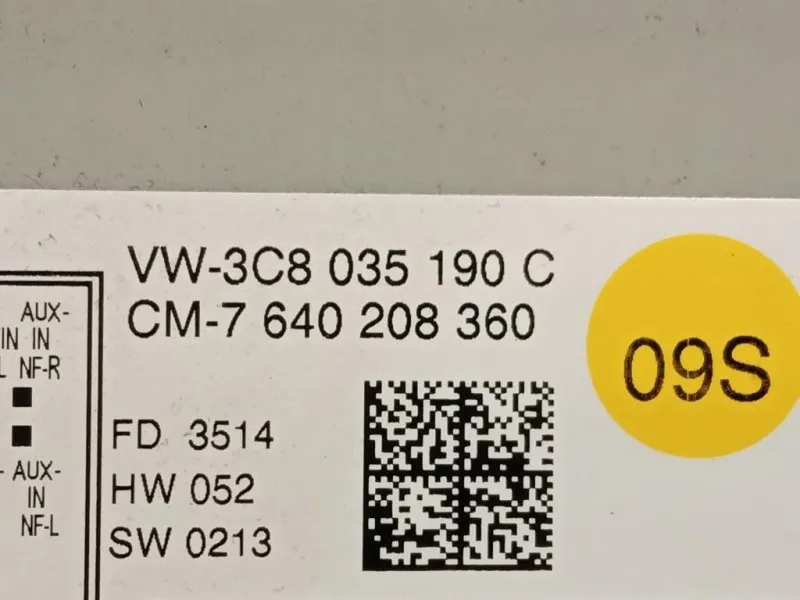 VW-3C8 035 190 C
CM-7 640 208 360
09S
AUX-
IN IN
L NF-R
- AUX-
IN
NF-L
FD 3514
HW 052
SW 0213